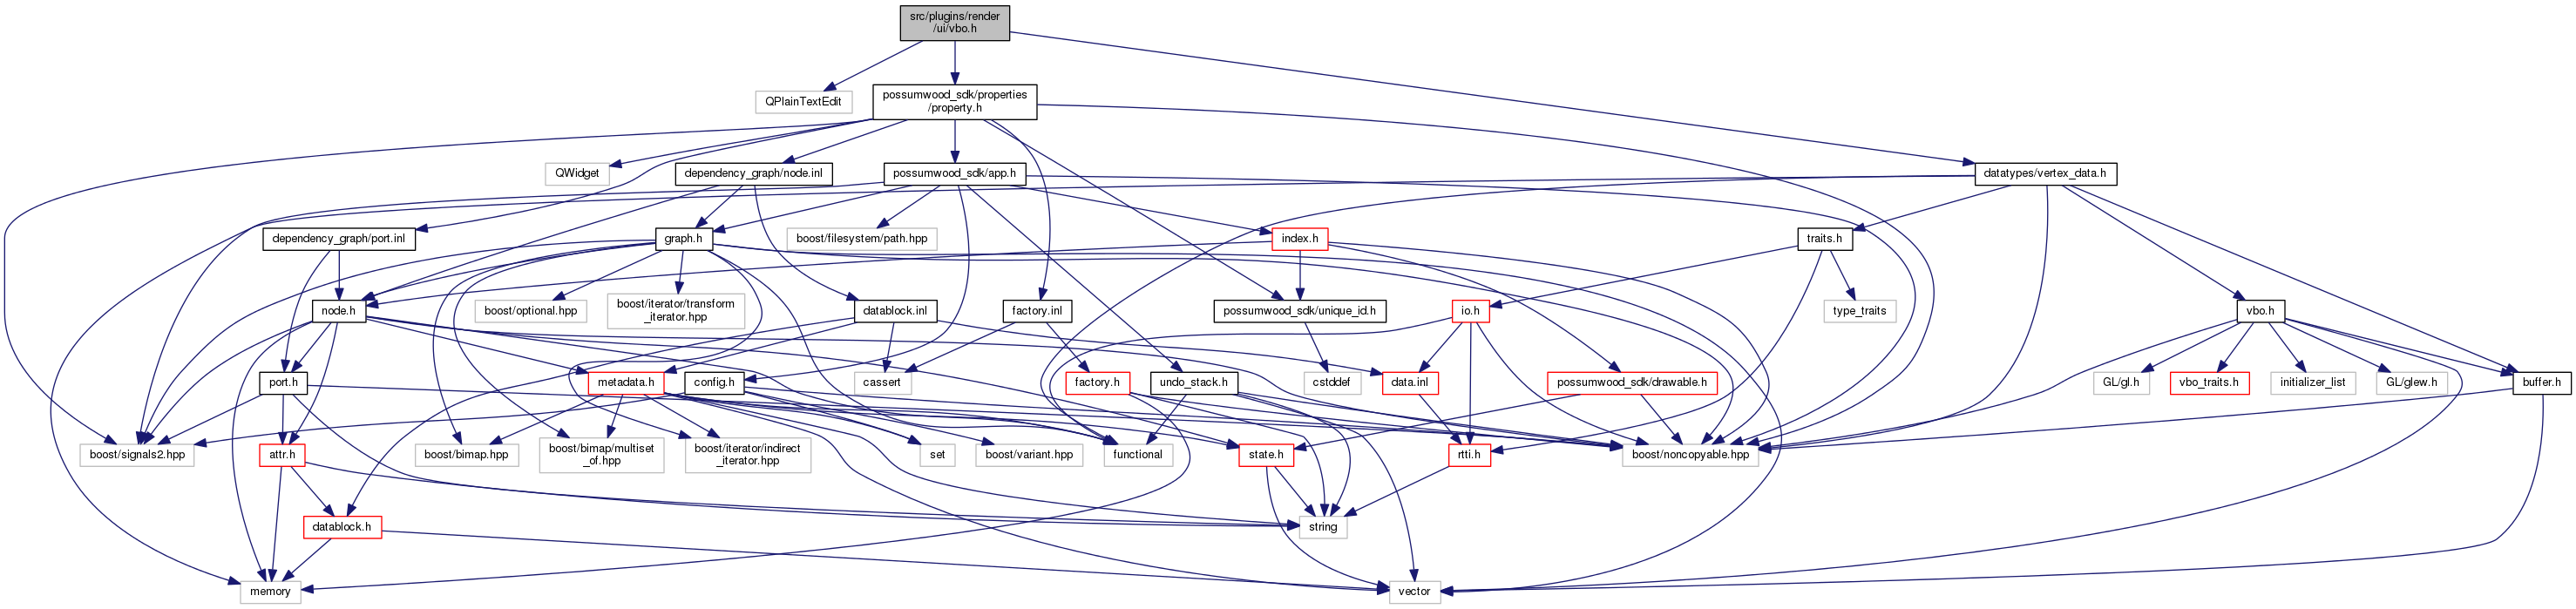 src/plugins/render
/ui/vbo.h
QPlainTextEdit
possumwood_sdk/properties
/property.h
QWidget
dependency_graph/node.inl
possumwood_sdk/app.h
datatypes/vertex_data.h
dependency_graph/port.inl
graph.h
boost/filesystem/path.hpp
index.h
traits.h
node.h
boost/optional.hpp
boost/iterator/transform
_iterator.hpp
datablock.inl
factory.inl
possumwood_sdk/unique_id.h
io.h
type_traits
vbo.h
port.h
metadata.h
config.h
cassert
factory.h
undo_stack.h
cstddef
data.inl
possumwood_sdk/drawable.h
GL/gl.h
vbo_traits.h
initializer_list
GL/glew.h
buffer.h
boost/signals2.hpp
attr.h
boost/bimap.hpp
boost/bimap/multiset
_of.hpp
boost/iterator/indirect
_iterator.hpp
set
boost/variant.hpp
functional
state.h
rtti.h
boost/noncopyable.hpp
datablock.h
string
memory
vector